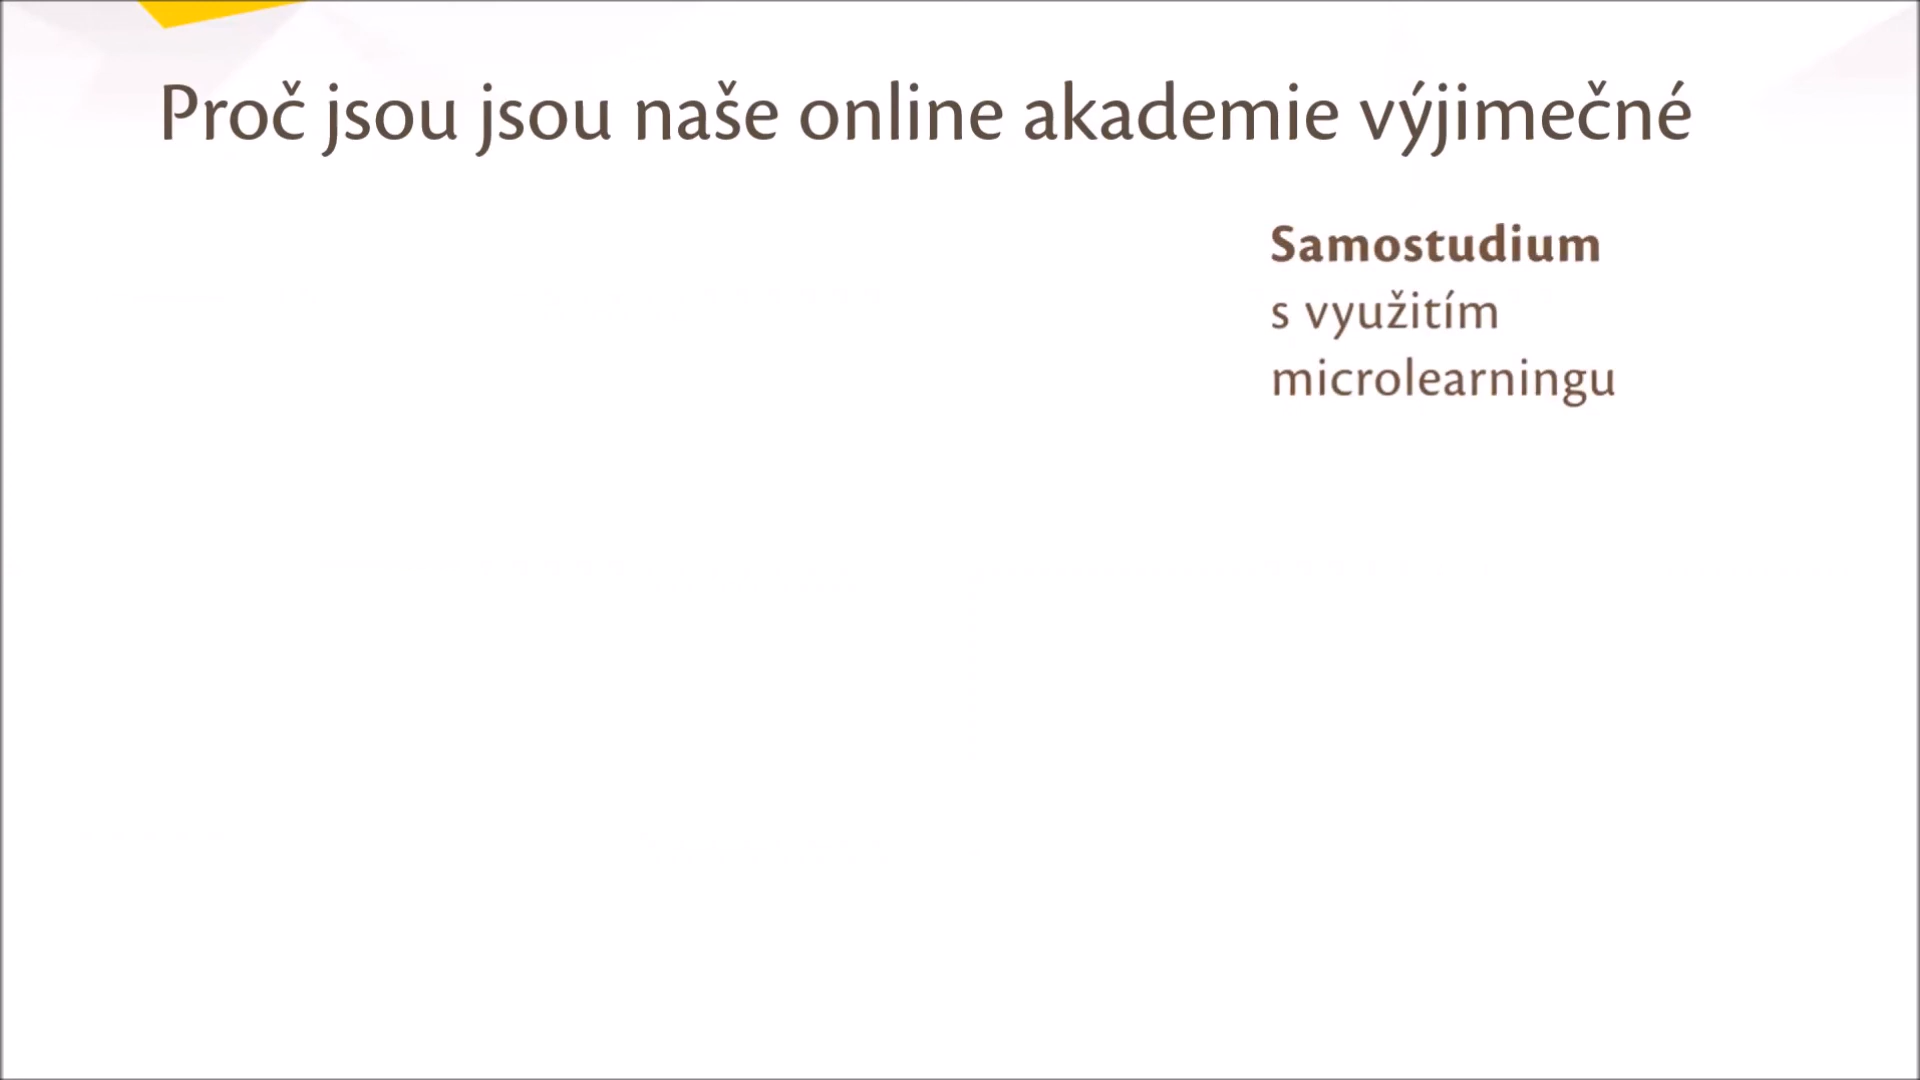 Proč jsou jsou naše online akademie výjimečné
Samostudium
s využitím
microlearningu